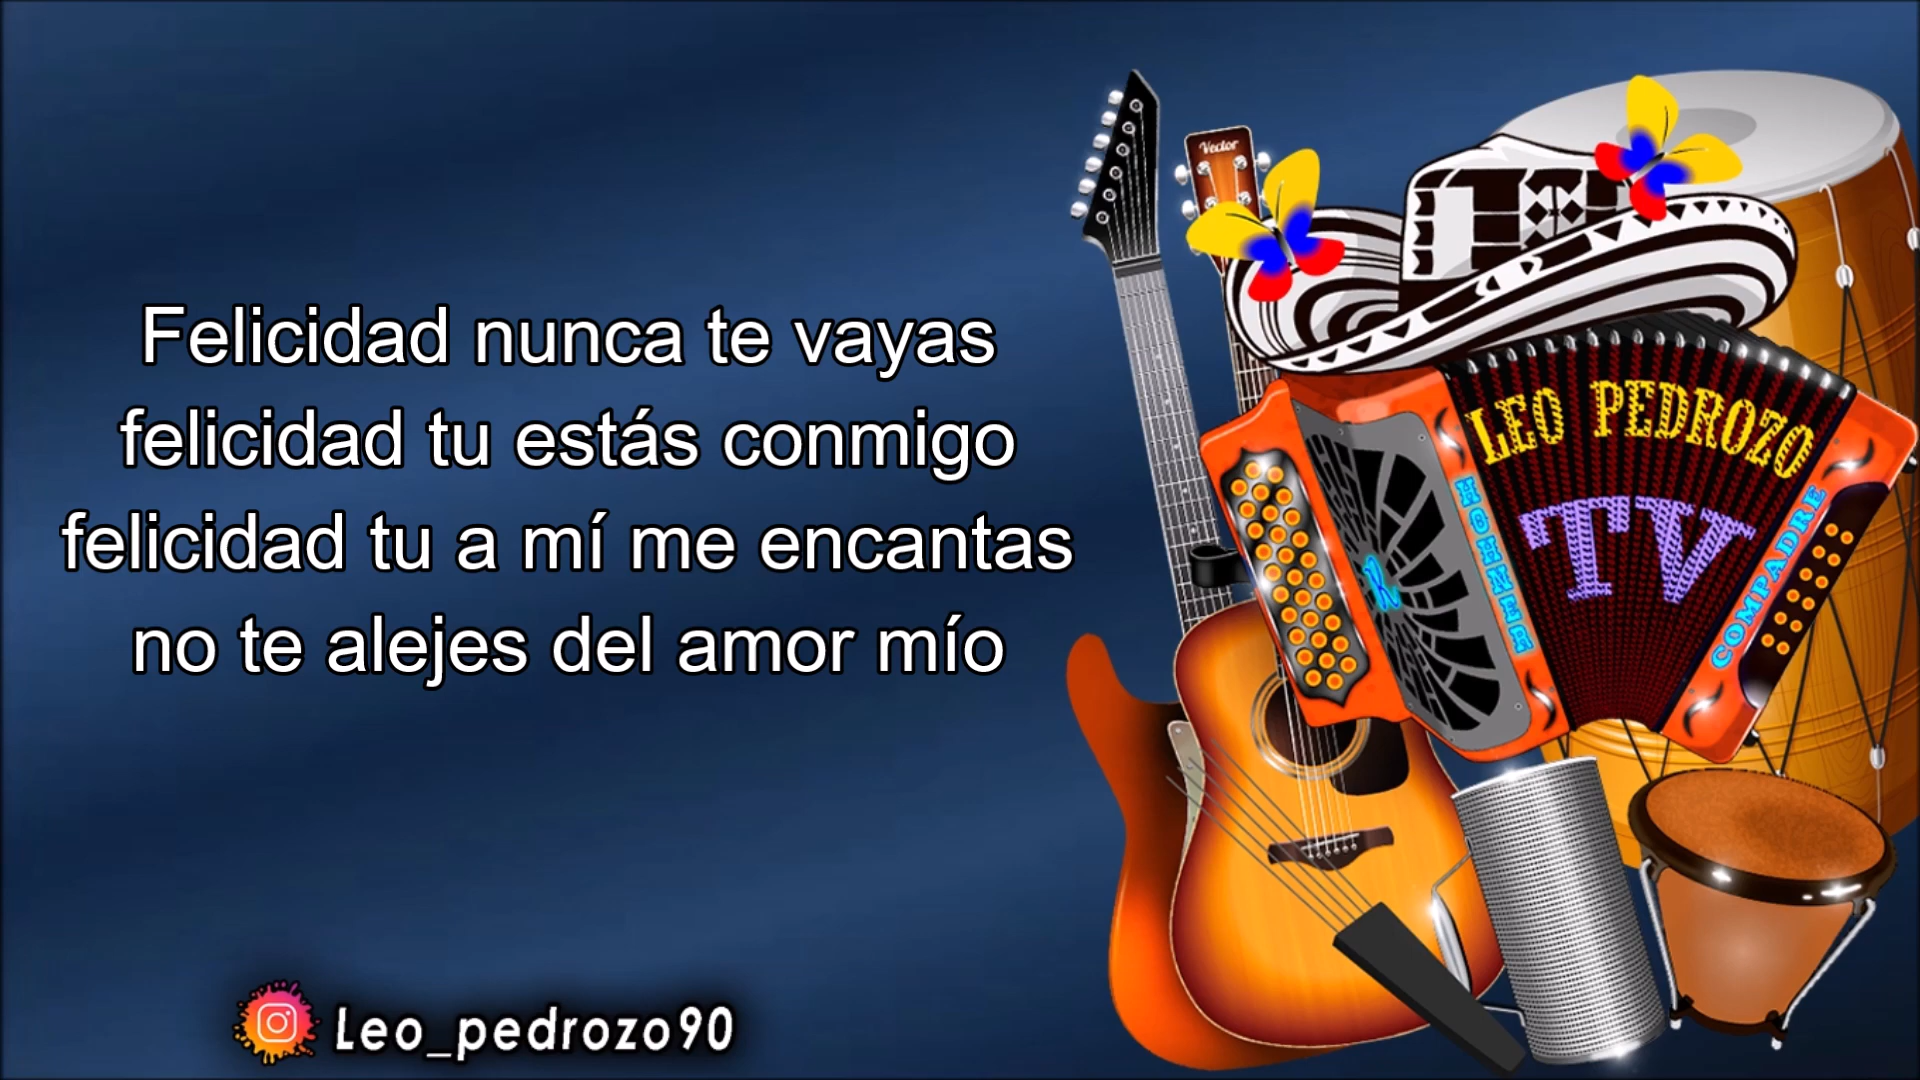 Felicidad nunca te vayas
felicidad tu estás conmigo
felicidad tu a mí me encantas
no te alejes del amor mío
Vector
LEO PEDROZO
TV
HOHNER
COMPADRE
Leo_pedrozo90